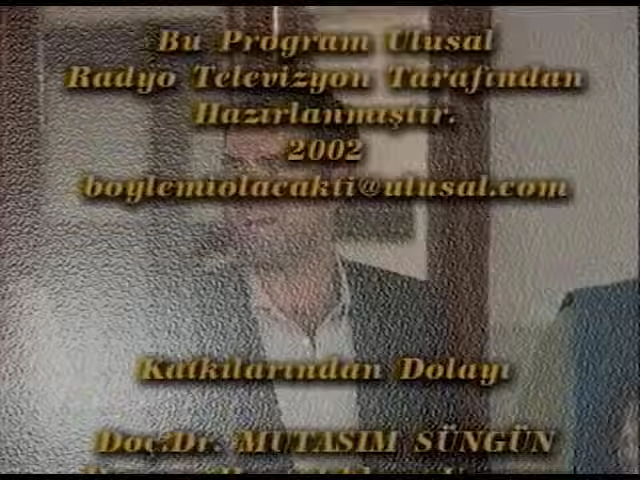 Bu Program Ulusal
Radyo Televizyon Tarafından
Hazırlanmıştır.
2002
boylemiolacakti@ulusal.com
Katkılarından Dolayı
Doç.Dr. MUTASIM SÜNGÜN